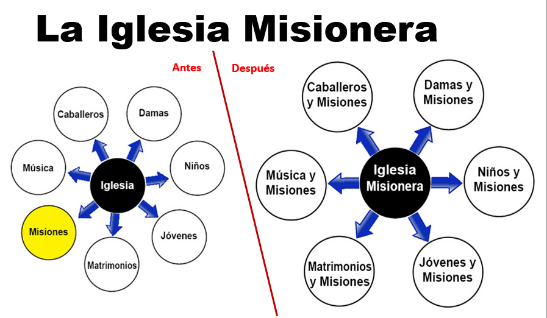 La Iglesia Misionera
Antes
Después
Caballeros
Damas
Música
Iglesia
Niños
Misiones
Matrimonios
Jóvenes
Caballeros
y Misiones
Damas y
Misiones
Música y
Misiones
Iglesia
Misionera
Niños y
Misiones
Matrimonios
y Misiones
Jóvenes y
Misiones